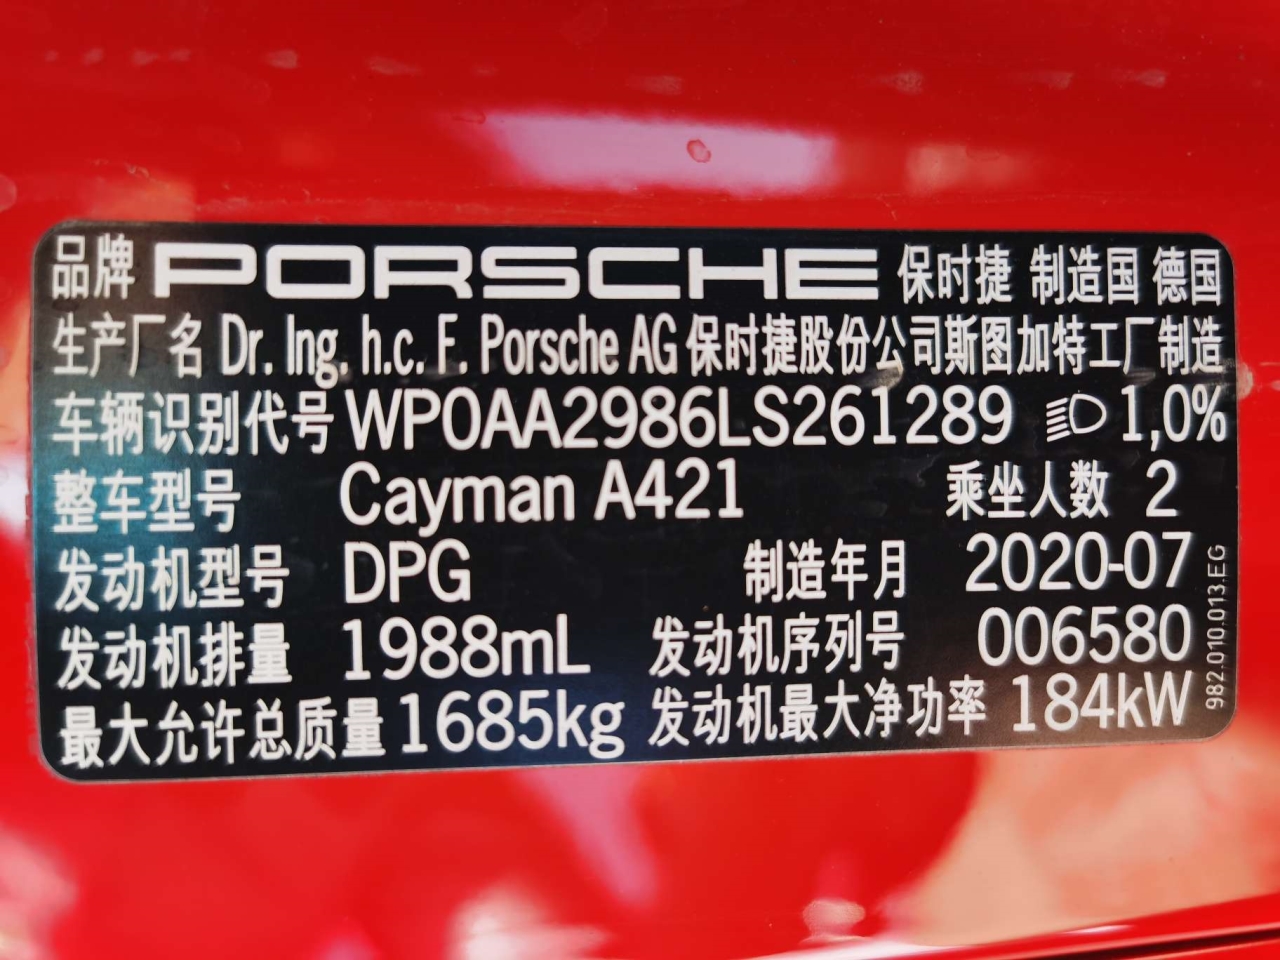 品牌 PORSCHE 保时捷 制造国 德国
生产厂名 Dr. Ing. h.c. F. Porsche AG 保时捷股份公司斯图加特工厂制造
车辆识别代号 WP0AA2986LS261289 1,0%
整车型号 Cayman A421 乘坐人数 2
发动机型号 DPG 制造年月 2020-07
发动机排量 1988mL 发动机序列号 006580
最大允许总质量 1685kg 发动机最大净功率 184kW
982.010.013.EG